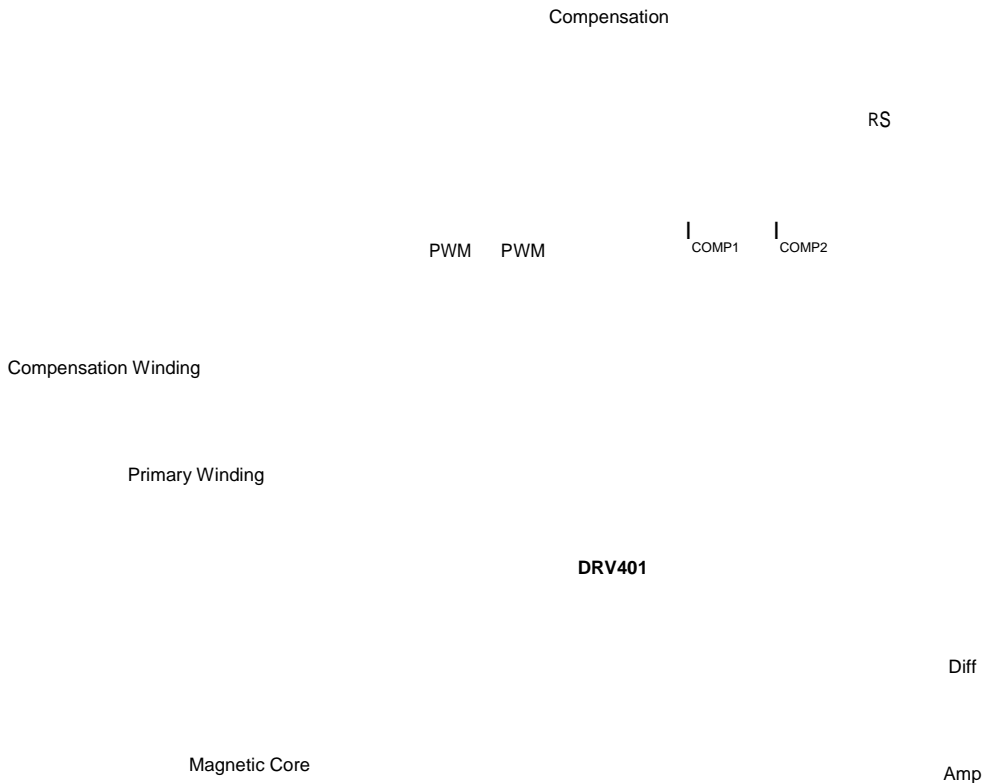 Compensation
RS
PWM PWM I COMP1 I COMP2
Compensation Winding
Primary Winding
DRV401
Diff
Magnetic Core
Amp